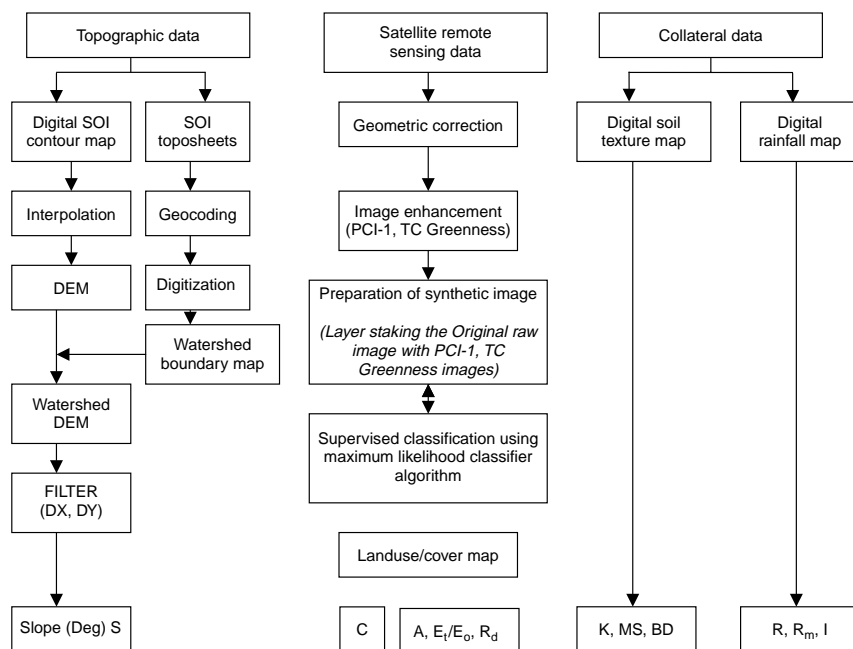 Topographic data
Satellite remote
sensing data
Collateral data
Digital SOI
contour map
SOI
toposheets
Geometric correction
Digital soil
texture map
Digital
rainfall map
Interpolation
Geocoding
Image enhancement
(PCI-1, TC Greenness)
DEM
Digitization
Preparation of synthetic image
(Layer staking the Original raw
image with PCI-1, TC
Greenness images)
Watershed
boundary map
Watershed
DEM
Supervised classification using
maximum likelihood classifier
algorithm
FILTER
(DX, DY)
Landuse/cover map
Slope (Deg) S
C
A, Et/Eo, Rd
K, MS, BD
R, Rm, I